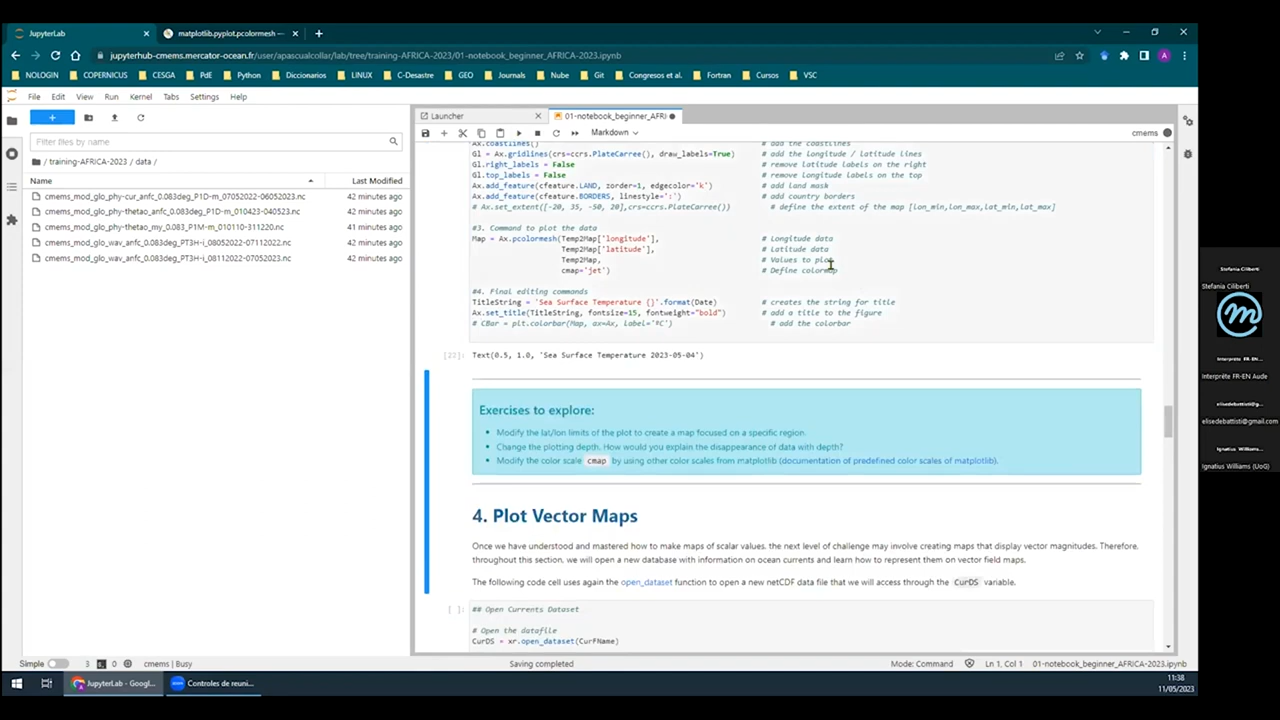 JupyterLab
matplotlib.pyplot.pcolormesh —
jupyterhub-cmems.mercator-ocean.fr/user/apascualcollar/lab/tree/training-AFRICA-2023/01-notebook_beginner_AFRICA-2023.ipynb
NOLOGIN COPERNICUS CESGA PdE Python Diccionarios LINUX C-Desastre GEO Journals Nube Git Congresos et al. Fortran Cursos VSC
File Edit View Run Kernel Tabs Settings Help
Launcher
01-notebook_beginner_AFRI
Markdown
cmems
Filter files by name
/ training-AFRICA-2023 / data /
Name Last Modified
cmems_mod_glo_phy-cur_anfc_0.083deg_P1D-m_07052022-06052023.nc 42 minutes ago
cmems_mod_glo_phy-thetao_anfc_0.083deg_P1D-m_010423-040523.nc 42 minutes ago
cmems_mod_glo_phy-thetao_my_0.083_P1M-m_010110-311219.nc 41 minutes ago
cmems_mod_glo_wav_anfc_0.083deg_PT3H-i_08052022-07112022.nc 42 minutes ago
cmems_mod_glo_wav_anfc_0.083deg_PT3H-i_08112022-07052023.nc 42 minutes ago
Ax.coastlines() # add the coastlines
Gl = Ax.gridlines(crs=ccrs.PlateCarree(), draw_labels=True) # add the longitude / latitude lines
Gl.right_labels = False # remove latitude labels on the right
Gl.top_labels = False # remove longitude labels on the top
Ax.add_feature(cfeature.LAND, zorder=1, edgecolor='k') # add land mask
Ax.add_feature(cfeature.BORDERS, linestyle=':') # add country borders
# Ax.set_extent([-20, 35, -50, 20],crs=ccrs.PlateCarree()) # define the extent of the map [lon_min,lon_max,lat_min,lat_max]
#3. Command to plot the data
Map = Ax.pcolormesh(Temp2Map['longitude'], # Longitude data
Temp2Map['latitude'], # Latitude data
Temp2Map, # Values to plot
cmap='jet') # Define colormap
#4. Final editing commands
TitleString = 'Sea Surface Temperature {}'.format(Date) # creates the string for title
Ax.set_title(TitleString, fontsize=15, fontweight="bold") # add a title to the figure
# CBar = plt.colorbar(Map, ax=Ax, label='ºC') # add the colorbar
[22]: Text(0.5, 1.0, 'Sea Surface Temperature 2023-05-04')
Exercises to explore:
• Modify the lat/lon limits of the plot to create a map focused on a specific region.
• Change the plotting depth. How would you explain the disappearance of data with depth?
• Modify the color scale cmap by using other color scales from matplotlib (documentation of predefined color scales of matplotlib).
4. Plot Vector Maps
Once we have understood and mastered how to make maps of scalar values, the next level of challenge may involve creating maps that display vector magnitudes. Therefore,
throughout this section, we will open a new database with information on ocean currents and learn how to represent them on vector field maps.
The following code cell uses again the open_dataset function to open a new netCDF data file that we will access through the CurDS variable.
[ ]: ## Open Currents Dataset
# Open the datafile
CurDS = xr.open_dataset(CurFName)
Simple 3 0 cmems | Busy Saving completed Mode: Command Ln 1, Col 1 01-notebook_beginner_AFRICA-2023.ipynb
JupyterLab - Googl...
Controles de reuni...
11:38
11/05/2023
Stefania Ciliberti
Stefania Ciliberti
Interprète FR-EN...
Interprète FR-EN Aude
elisedebattisti@g...
elisedebattisti@gmail.com
Ignatius William...
Ignatius Williams (UoG)